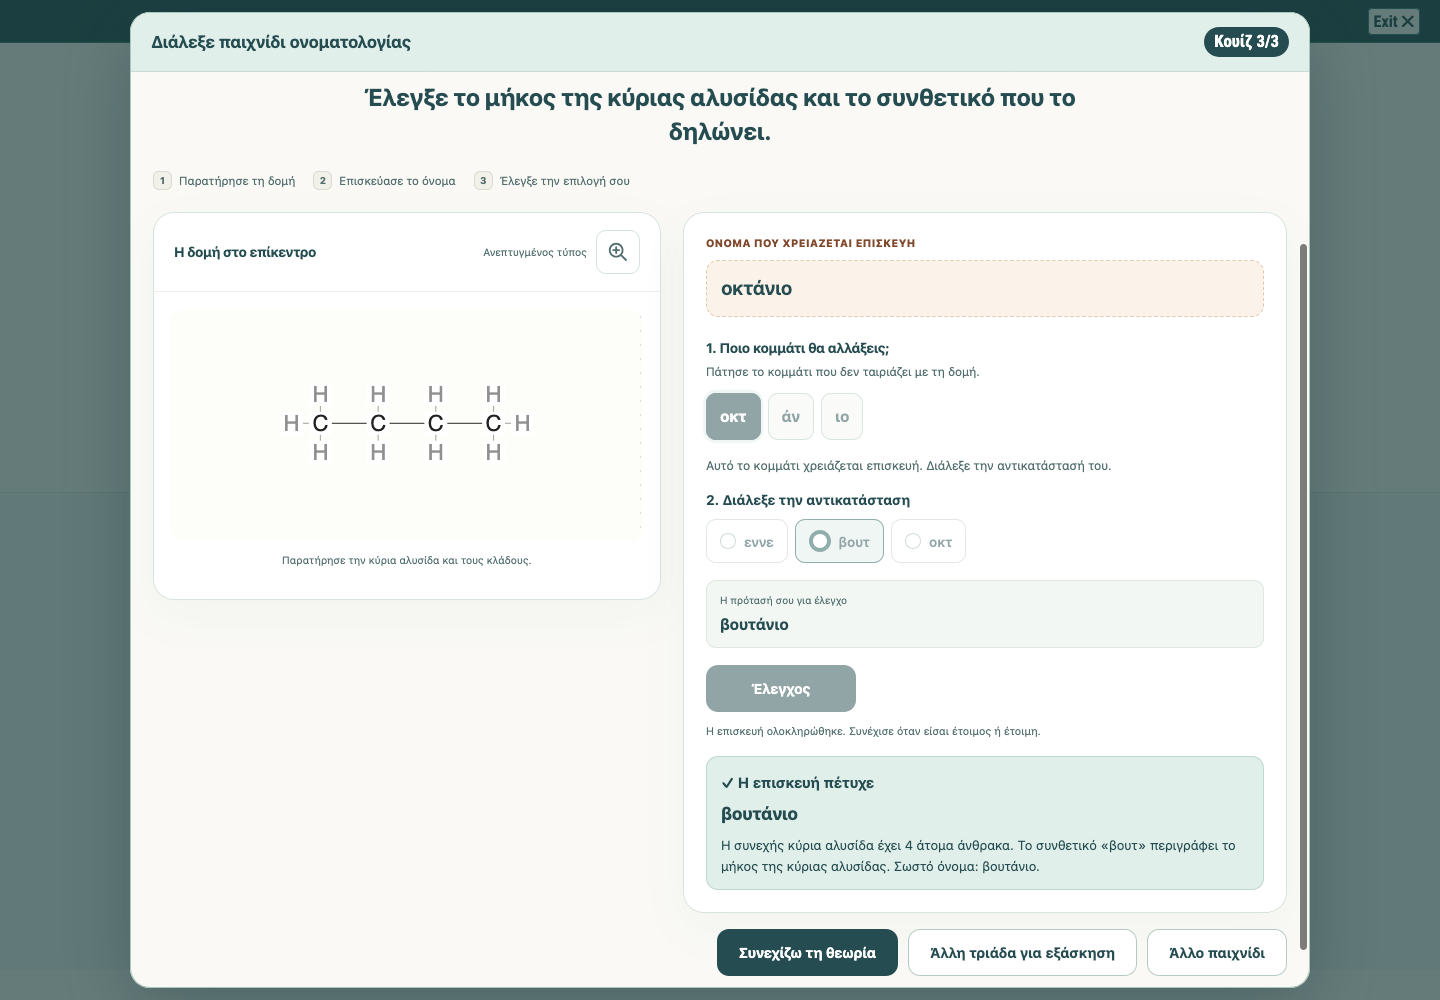 Exit ✕
Διάλεξε παιχνίδι ονοματολογίας
Κουίζ 3/3
Έλεγξε το μήκος της κύριας αλυσίδας και το συνθετικό που το
δηλώνει.
1 Παρατήρησε τη δομή 2 Επισκεύασε το όνομα 3 Έλεγξε την επιλογή σου
Η δομή στο επίκεντρο
Ανεπτυγμένος τύπος
H H H H
H C C C C H
H H H H
Παρατήρησε την κύρια αλυσίδα και τους κλάδους.
ΟΝΟΜΑ ΠΟΥ ΧΡΕΙΑΖΕΤΑΙ ΕΠΙΣΚΕΥΗ
οκτάνιο
1. Ποιο κομμάτι θα αλλάξεις;
Πάτησε το κομμάτι που δεν ταιριάζει με τη δομή.
οκτ άν ιο
Αυτό το κομμάτι χρειάζεται επισκευή. Διάλεξε την αντικατάστασή του.
2. Διάλεξε την αντικατάσταση
εννε βουτ οκτ
Η πρότασή σου για έλεγχο
βουτάνιο
Έλεγχος
Η επισκευή ολοκληρώθηκε. Συνέχισε όταν είσαι έτοιμος ή έτοιμη.
✓ Η επισκευή πέτυχε
βουτάνιο
Η συνεχής κύρια αλυσίδα έχει 4 άτομα άνθρακα. Το συνθετικό «βουτ» περιγράφει το
μήκος της κύριας αλυσίδας. Σωστό όνομα: βουτάνιο.
Συνεχίζω τη θεωρία
Άλλη τριάδα για εξάσκηση
Άλλο παιχνίδι